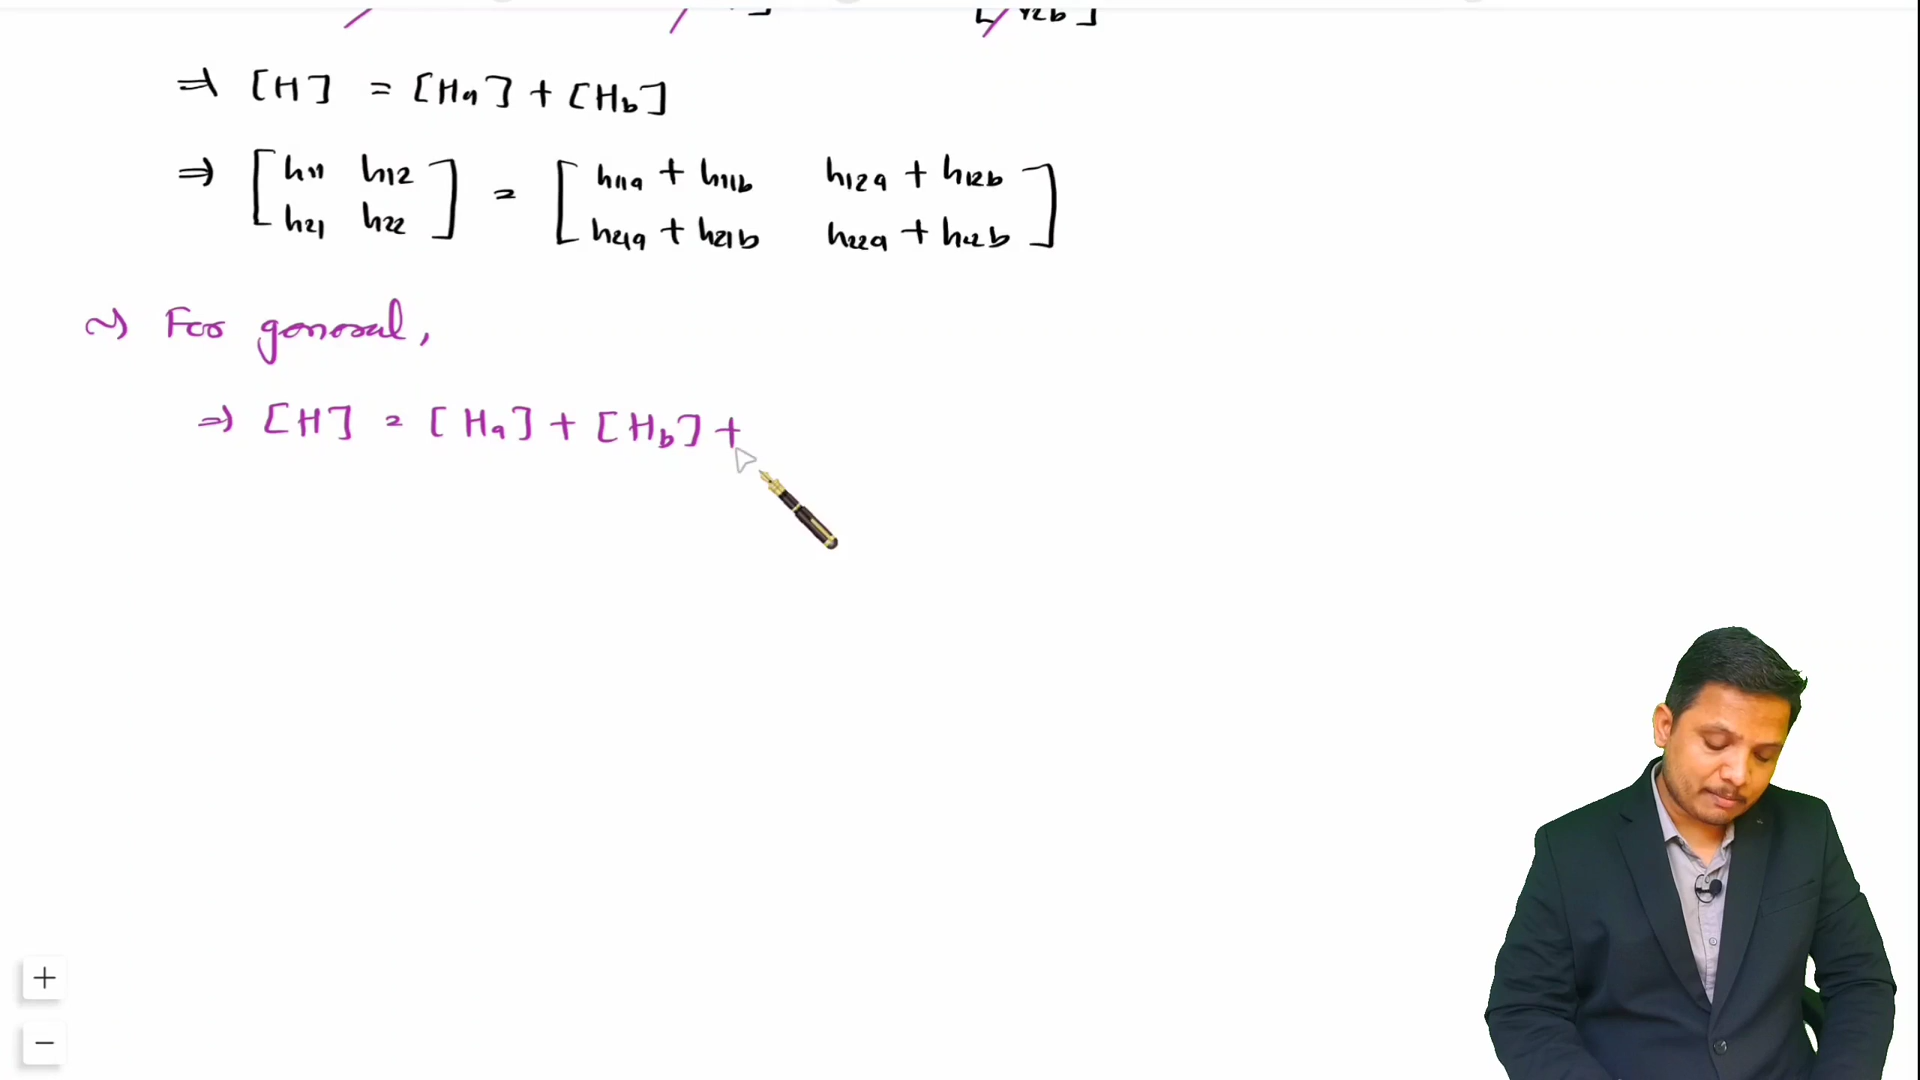 ⇒ [H] = [Ha] + [Hb]
⇒ [h11 h12 h21 h22] = [h11a + h11b h12a + h12b h21a + h21b h22a + h22b]
~) For general,
⇒ [H] = [Ha] + [Hb] +
+
−